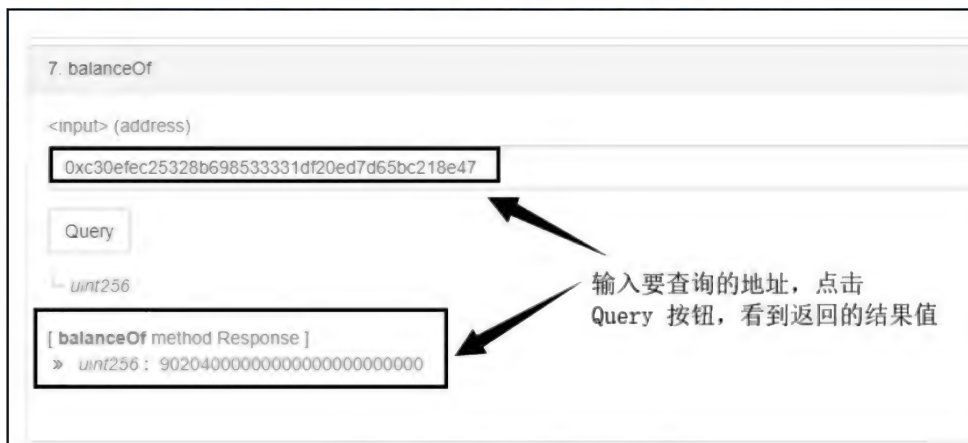 7. balanceOf
<input> (address)
0xc30efec25328b698533331df20ed7d65bc218e47
Query
uint256
输入要查询的地址，点击
Query 按钮，看到返回的结果值
[ balanceOf method Response ]
» uint256 : 902040000000000000000000000